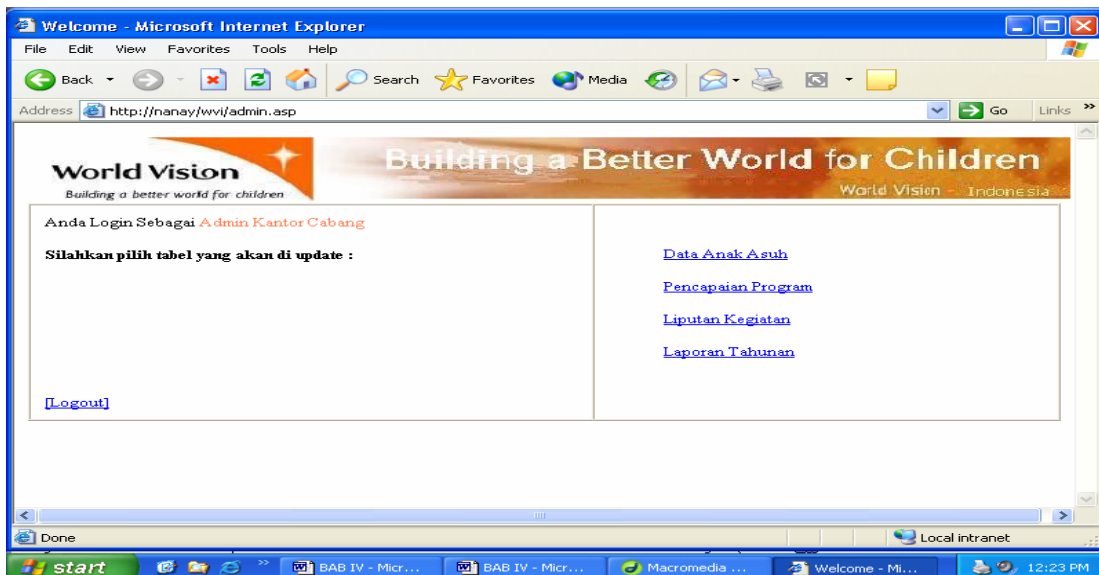 Welcome - Microsoft Internet Explorer
File Edit View Favorites Tools Help
Back Search Favorites Media
Address http://nanay/wvi/admin.asp Go Links »
World Vision
Building a better world for children
Building a Better World for Children
World Vision - Indonesia
Anda Login Sebagai Admin Kantor Cabang
Silahkan pilih tabel yang akan di update :
Data Anak Asuh
Pencapaian Program
Liputan Kegiatan
Laporan Tahunan
[Logout]
Done Local intranet
start » BAB IV - Micr... BAB IV - Micr... Macromedia ... Welcome - Mi... 12:23 PM